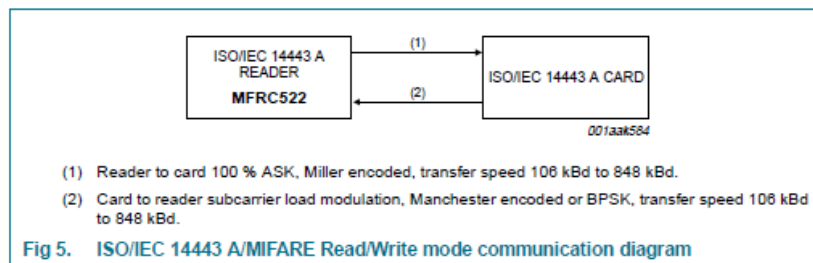 (1)
ISO/IEC 14443 A
READER
MFRC522
ISO/IEC 14443 A CARD
(2)
001aak584
(1) Reader to card 100 % ASK, Miller encoded, transfer speed 106 kBd to 848 kBd.
(2) Card to reader subcarrier load modulation, Manchester encoded or BPSK, transfer speed 106 kBd
to 848 kBd.
Fig 5. ISO/IEC 14443 A/MIFARE Read/Write mode communication diagram